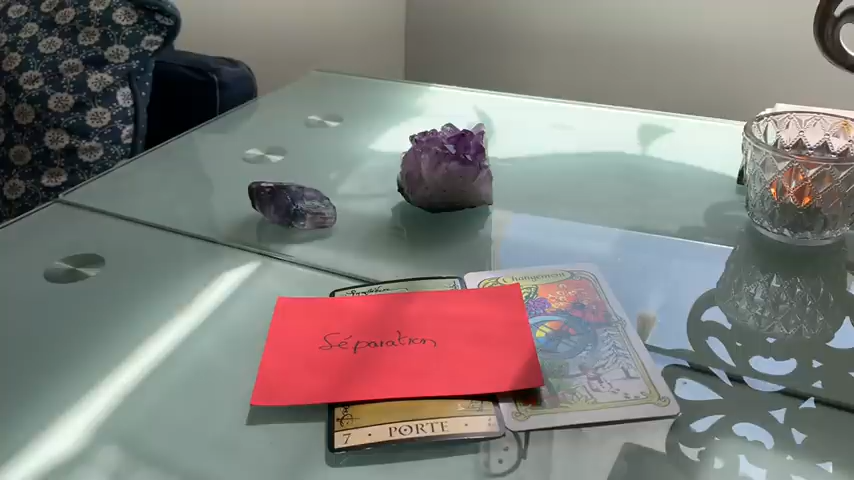 Changement
Séparation
7 • PORTE •